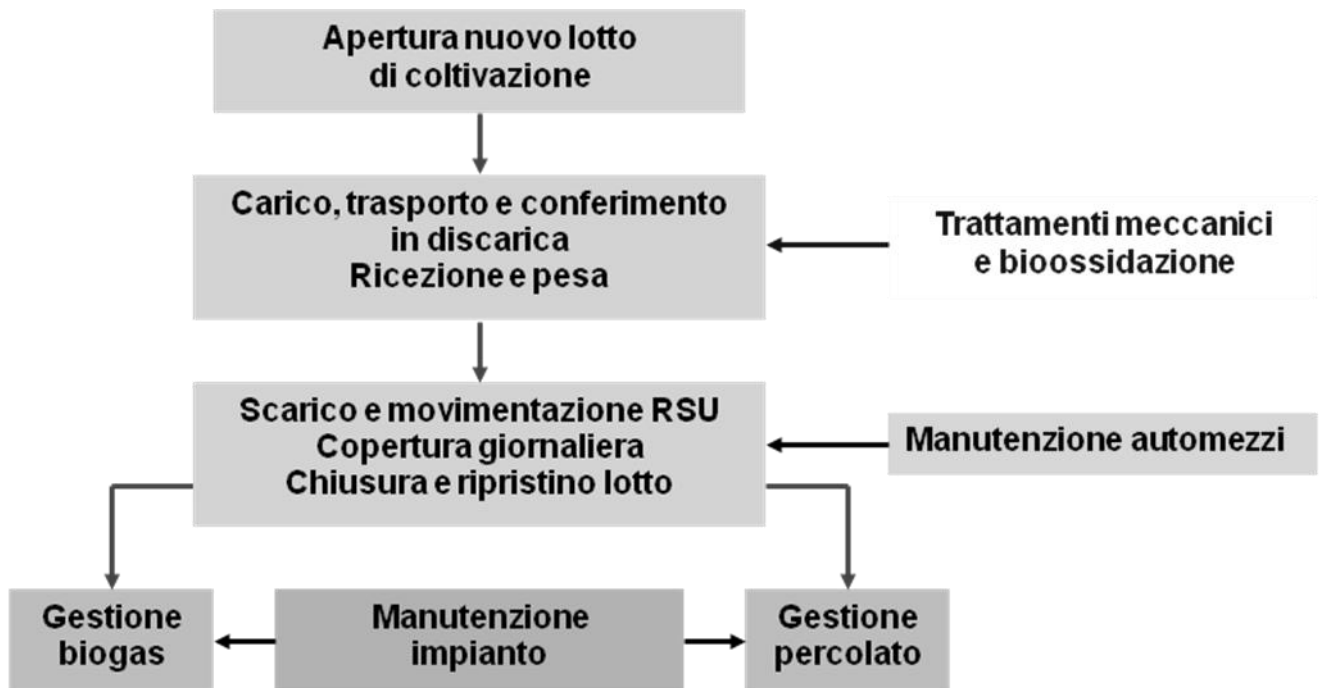 Apertura nuovo lotto
di coltivazione
Carico, trasporto e conferimento
in discarica
Ricezione e pesa
Trattamenti meccanici
e bioossidazione
Scarico e movimentazione RSU
Copertura giornaliera
Chiusura e ripristino lotto
Manutenzione automezzi
Gestione
biogas
Manutenzione
impianto
Gestione
percolato